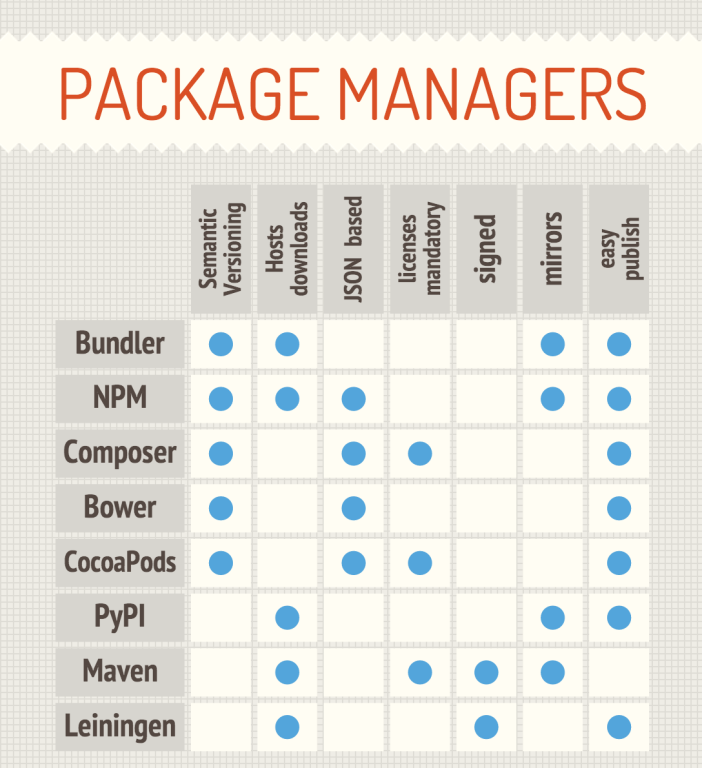 PACKAGE MANAGERS
Semantic
Versioning
Hosts
downloads
JSON based
licenses
mandatory
signed
mirrors
easy
publish
Bundler
NPM
Composer
Bower
CocoaPods
PyPI
Maven
Leiningen